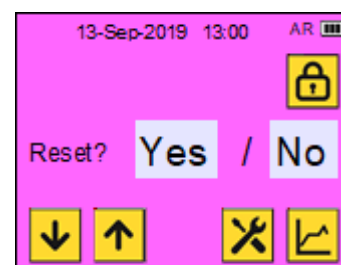 13-Sep-2019 13:00 AR
Reset? Yes / No